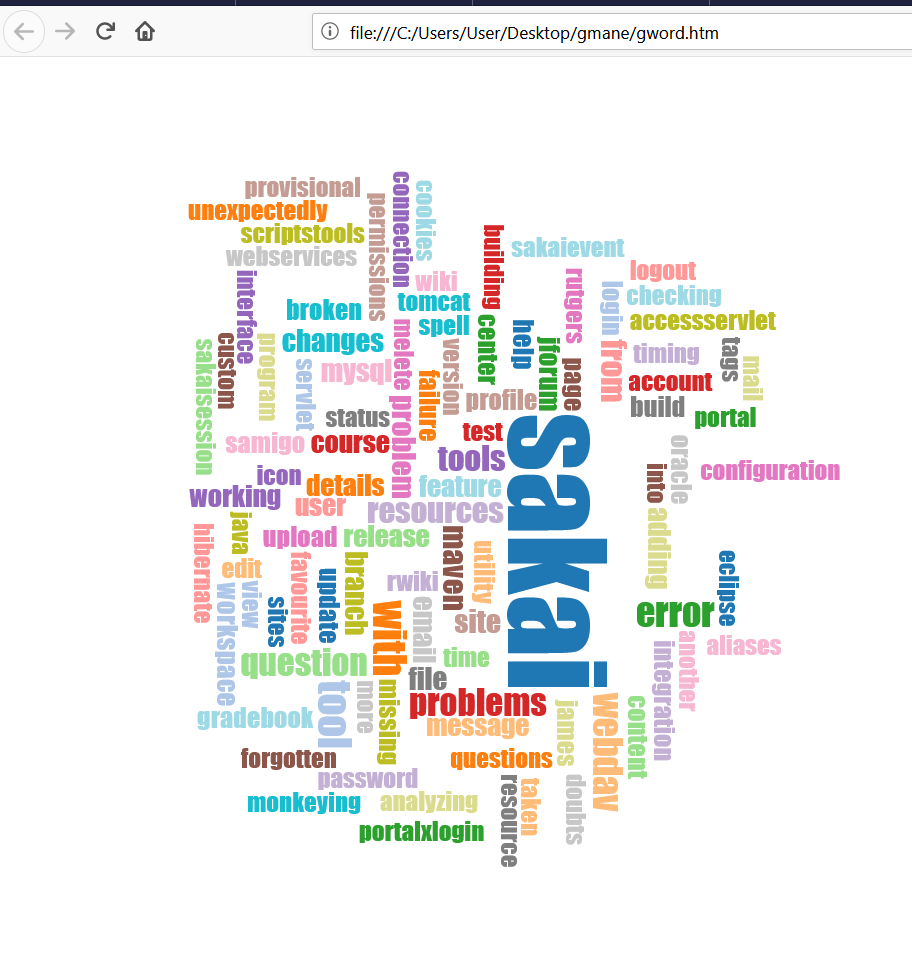 file:///C:/Users/User/Desktop/gmane/gword.htm
provisional
unexpectedly
scriptstools
webservices
permissions
connection
cookies
wiki
building
sakaievent
interface
broken
tomcat
changes
spell
center
help
rutgers
login
logout
checking
accessservlet
from
timing
tags
mail
account
build
portal
sakaisession
custom
program
servlet
mysql
melete
version
failure
jforum
page
profile
status
samigo
course
problem
test
tools
sakai
oracle
into
configuration
icon
working
details
user
feature
resources
adding
hibernate
java
upload
release
edit
favourite
branch
maven
utility
rwiki
eclipse
workspace
view
sites
update
with
email
site
error
aliases
another
integration
question
time
file
tool
more
missing
problems
message
james
webdav
content
gradebook
forgotten
questions
password
monkeying
analyzing
portalxlogin
resource
taken
doubts